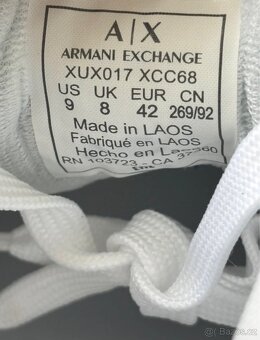 A|X
ARMANI EXCHANGE
XUX017 XCC68
US UK EUR CN
9 8 42 269/92
Made in LAOS
Fabriqué en LAOS
Hecho en Laos
RN 103723 - CA 37360